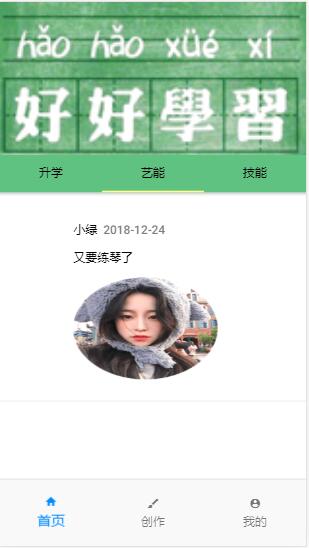 hǎo hǎo xüé xí
好好學習
升学 艺能 技能
小绿 2018-12-24
又要练琴了
首页 创作 我的